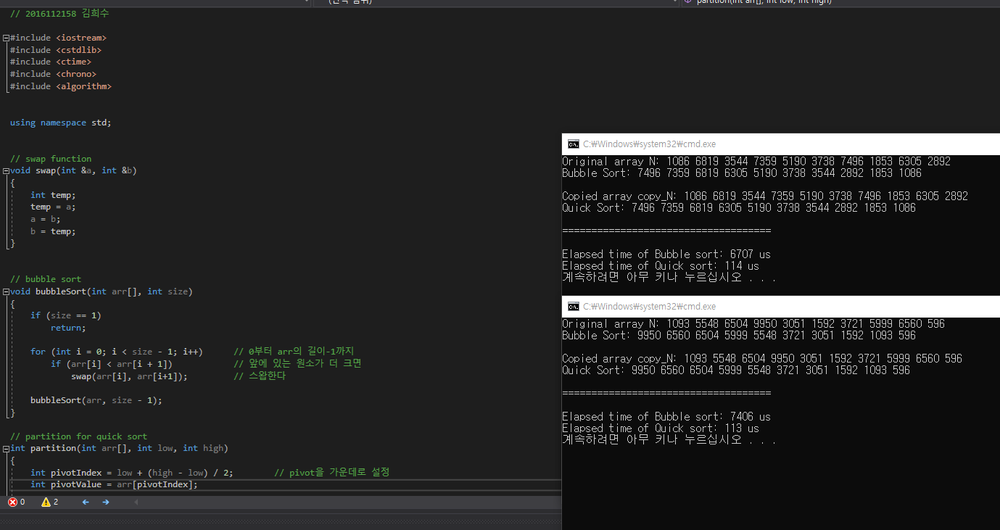 (전역 범위)
partition(int arr[], int low, int high)
// 2016112158 김희수
#include <iostream>
#include <cstdlib>
#include <ctime>
#include <chrono>
#include <algorithm>
using namespace std;
// swap function
void swap(int &a, int &b)
{
int temp;
temp = a;
a = b;
b = temp;
}
// bubble sort
void bubbleSort(int arr[], int size)
{
if (size == 1)
return;
for (int i = 0; i < size - 1; i++) // 0부터 arr의 길이-1까지
if (arr[i] < arr[i + 1]) // 앞에 있는 원소가 더 크면
swap(arr[i], arr[i+1]); // 스왑한다
bubbleSort(arr, size - 1);
}
// partition for quick sort
int partition(int arr[], int low, int high)
{
int pivotIndex = low + (high - low) / 2; // pivot을 가운데로 설정
int pivotValue = arr[pivotIndex];
0 2
C:₩Windows₩system32₩cmd.exe
Original array N: 1086 6819 3544 7359 5190 3738 7496 1853 6305 2892
Bubble Sort: 7496 7359 6819 6305 5190 3738 3544 2892 1853 1086
Copied array copy_N: 1086 6819 3544 7359 5190 3738 7496 1853 6305 2892
Quick Sort: 7496 7359 6819 6305 5190 3738 3544 2892 1853 1086
====================================
Elapsed time of Bubble sort: 6707 us
Elapsed time of Quick sort: 114 us
계속하려면 아무 키나 누르십시오 . . .
C:₩Windows₩system32₩cmd.exe
Original array N: 1093 5548 6504 9950 3051 1592 3721 5999 6560 596
Bubble Sort: 9950 6560 6504 5999 5548 3721 3051 1592 1093 596
Copied array copy_N: 1093 5548 6504 9950 3051 1592 3721 5999 6560 596
Quick Sort: 9950 6560 6504 5999 5548 3721 3051 1592 1093 596
====================================
Elapsed time of Bubble sort: 7406 us
Elapsed time of Quick sort: 113 us
계속하려면 아무 키나 누르십시오 . . .